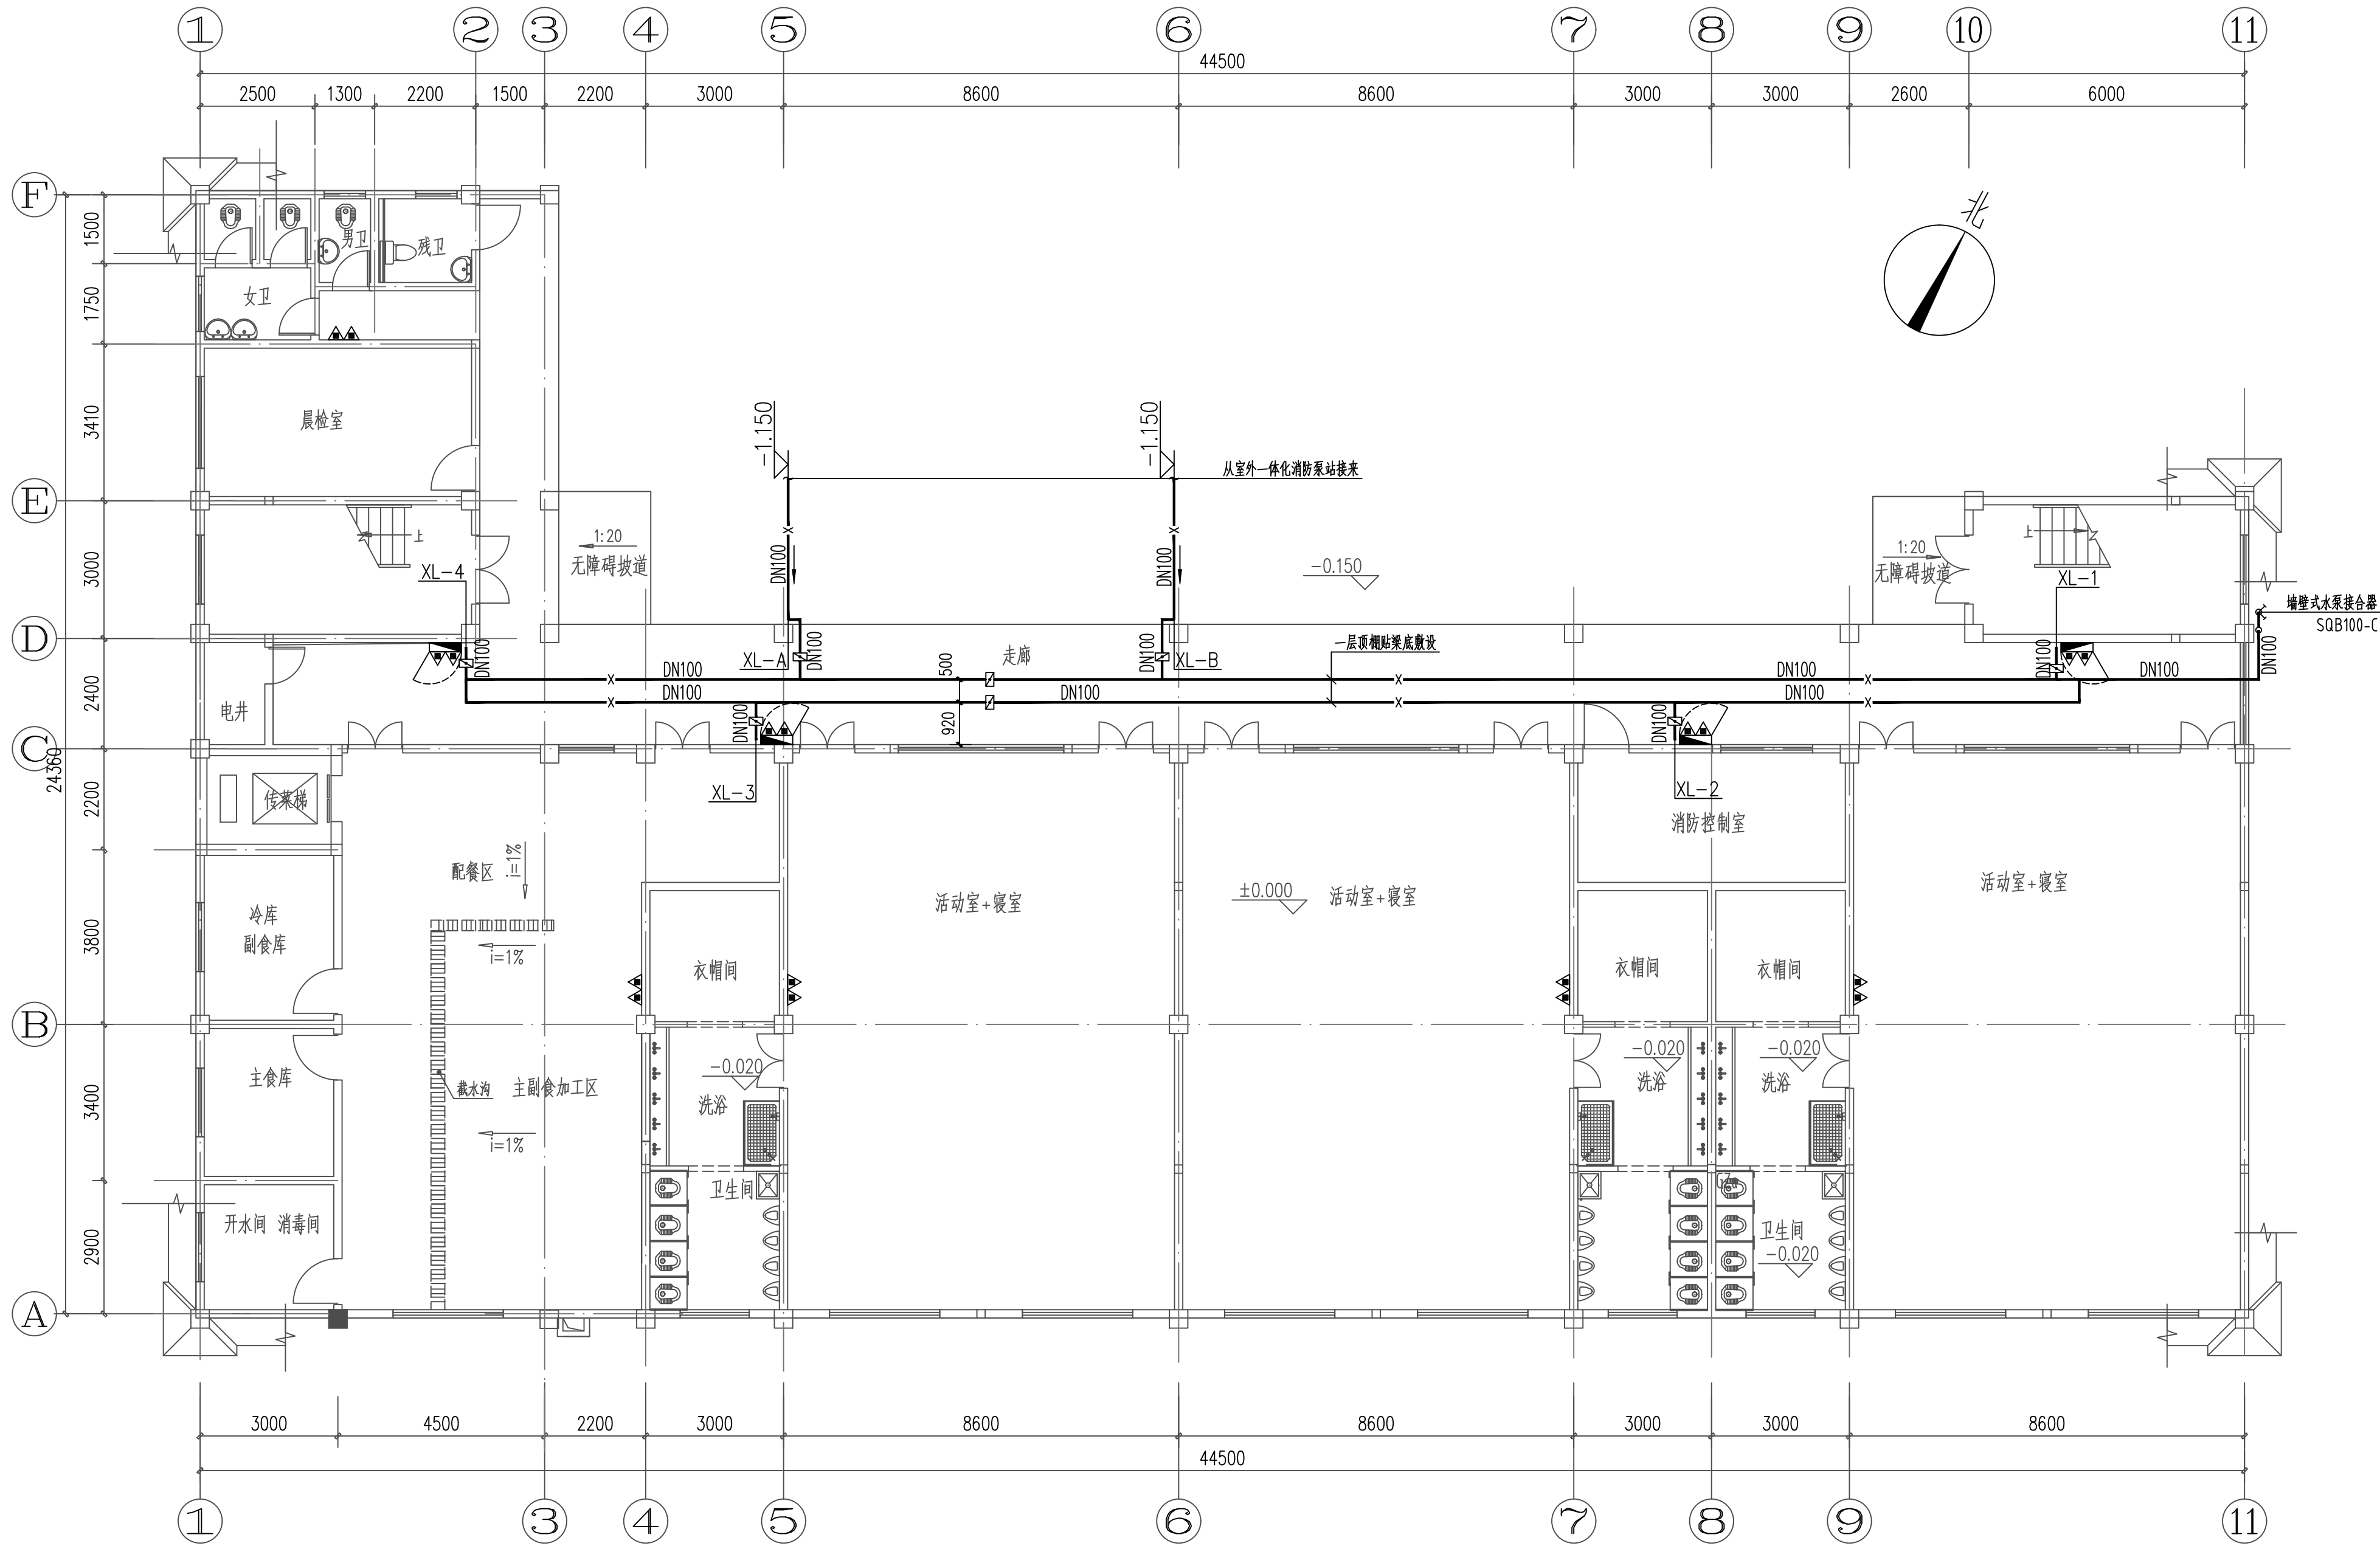 1 2 3 4 5 6 7 8 9 10 11
44500
2500 1300 2200 1500 2200 3000 8600 8600 3000 3000 2600 6000
F
北
1500
男卫 残卫
1750
女卫
3410
晨检室
-1.150 -1.150
从室外一体化消防泵站接来
E
上 1:20
无障碍坡道
DN100 DN100
-0.150
上 1:20
无障碍坡道
3000
XL-4 XL-1
墙壁式水泵接合器
SQB100-C
D
DN100 DN100 DN100 DN100 DN100
XL-A 走廊 XL-B
一层顶棚贴梁底敷设
DN100 500 DN100 DN100
2400
电井
DN100 DN100 DN100
DN100 920 DN100
C
24360
2200
传菜梯
XL-3 XL-2
消防控制室
配餐区 i=1%
±0.000
活动室+寝室 活动室+寝室 活动室+寝室
3800
冷库
副食库
i=1%
衣帽间 衣帽间 衣帽间
B
-0.020 -0.020 -0.020
3400
主食库
截水沟 主副食加工区
洗浴 洗浴 洗浴
i=1%
卫生间
2900
开水间 消毒间
卫生间
-0.020
A
3000 4500 2200 3000 8600 8600 3000 3000 8600
44500
1 3 4 5 6 7 8 9 11